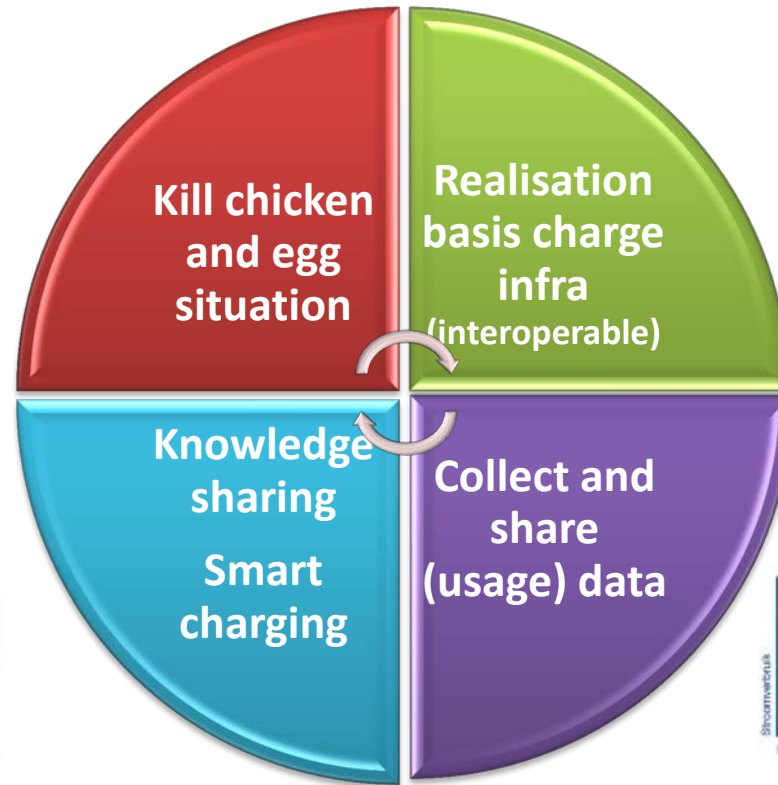 Kill chicken
and egg
situation
Realisation
basis charge
infra
(interoperable)
Knowledge
sharing
Smart
charging
Collect and
share
(usage) data
Stroomverbruik